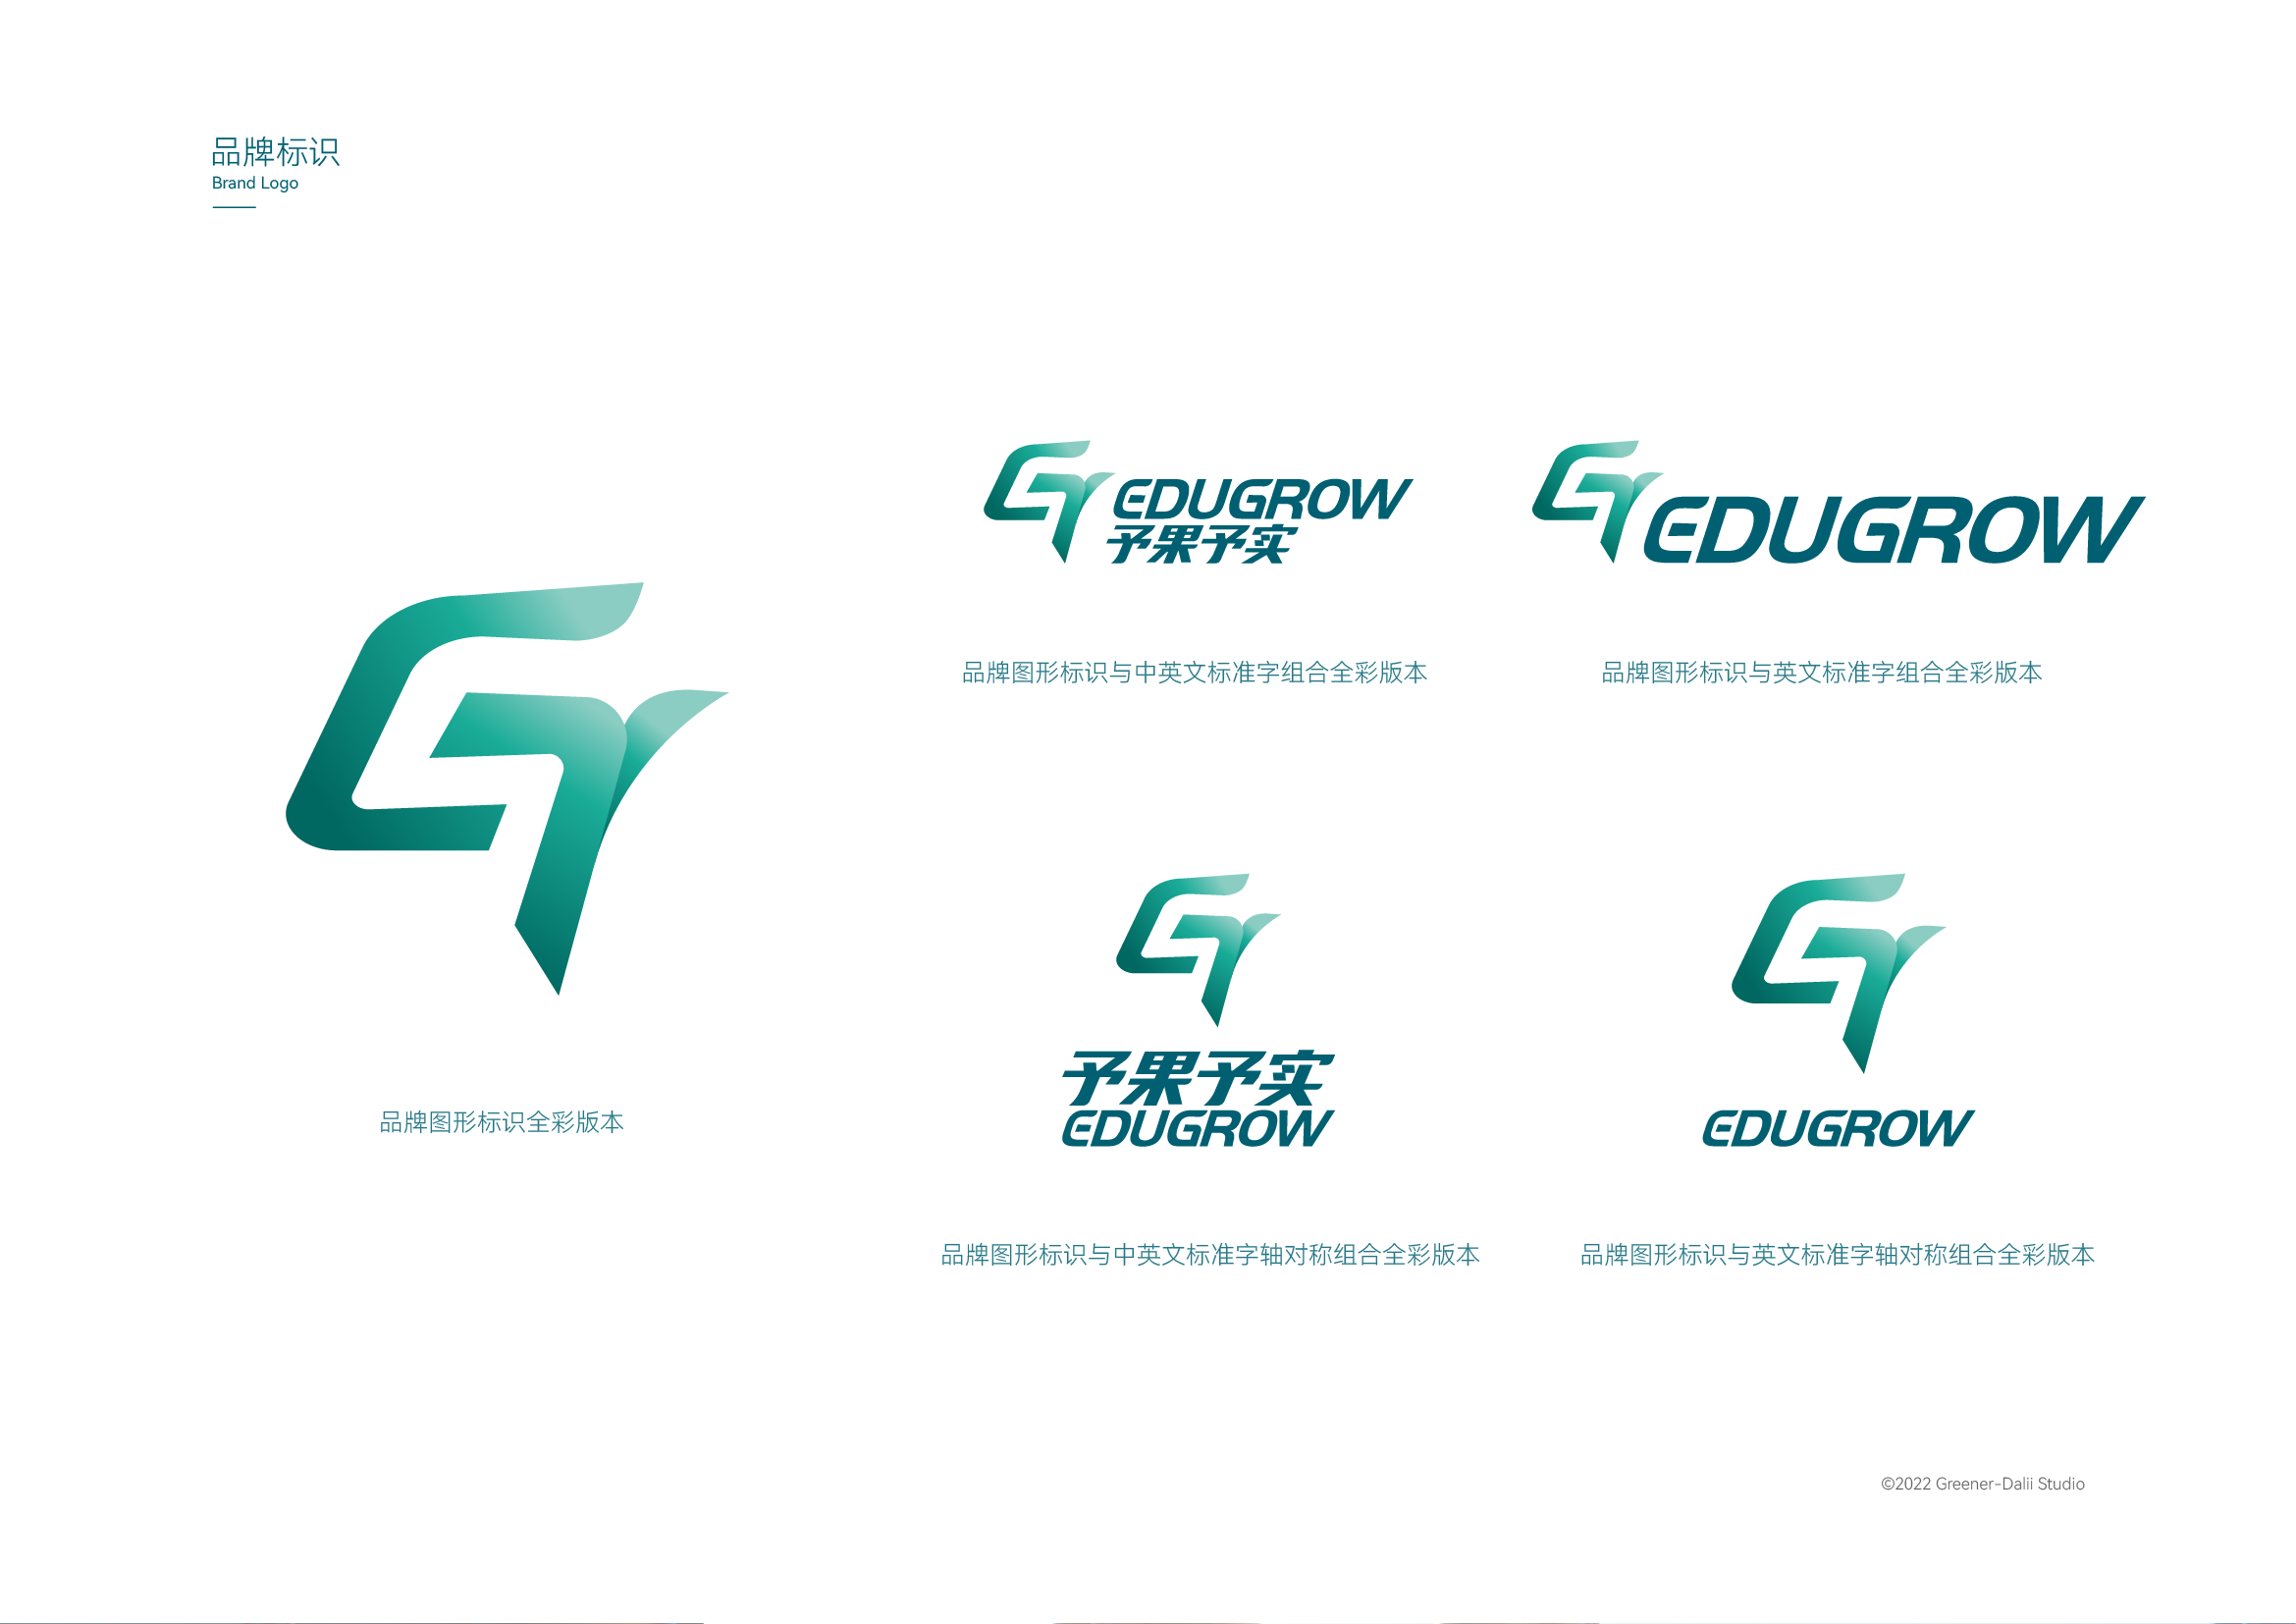 品牌标识
Brand Logo
EDUGROW
予果予实
品牌图形标识与中英文标准字组合全彩版本
EDUGROW
品牌图形标识与英文标准字组合全彩版本
品牌图形标识全彩版本
予果予实
EDUGROW
品牌图形标识与中英文标准字轴对称组合全彩版本
EDUGROW
品牌图形标识与英文标准字轴对称组合全彩版本
©2022 Greener-Dalii Studio